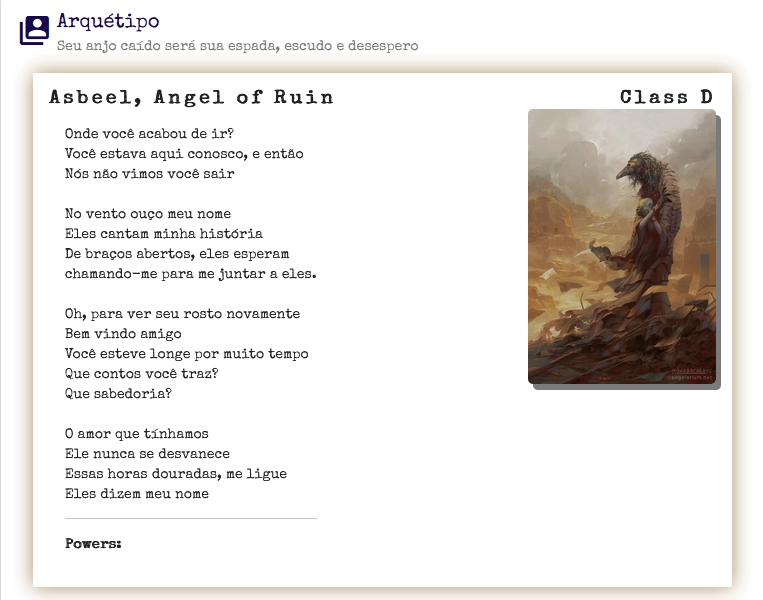 Arquétipo
Seu anjo caído será sua espada, escudo e desespero
Asbeel, Angel of Ruin
Class D
Onde você acabou de ir?
Você estava aqui conosco, e então
Nós não vimos você sair
No vento ouço meu nome
Eles cantam minha história
De braços abertos, eles esperam
chamando-me para me juntar a eles.
Oh, para ver seu rosto novamente
Bem vindo amigo
Você esteve longe por muito tempo
Que contos você traz?
Que sabedoria?
O amor que tínhamos
Ele nunca se desvanece
Essas horas douradas, me ligue
Eles dizem meu nome
Powers: